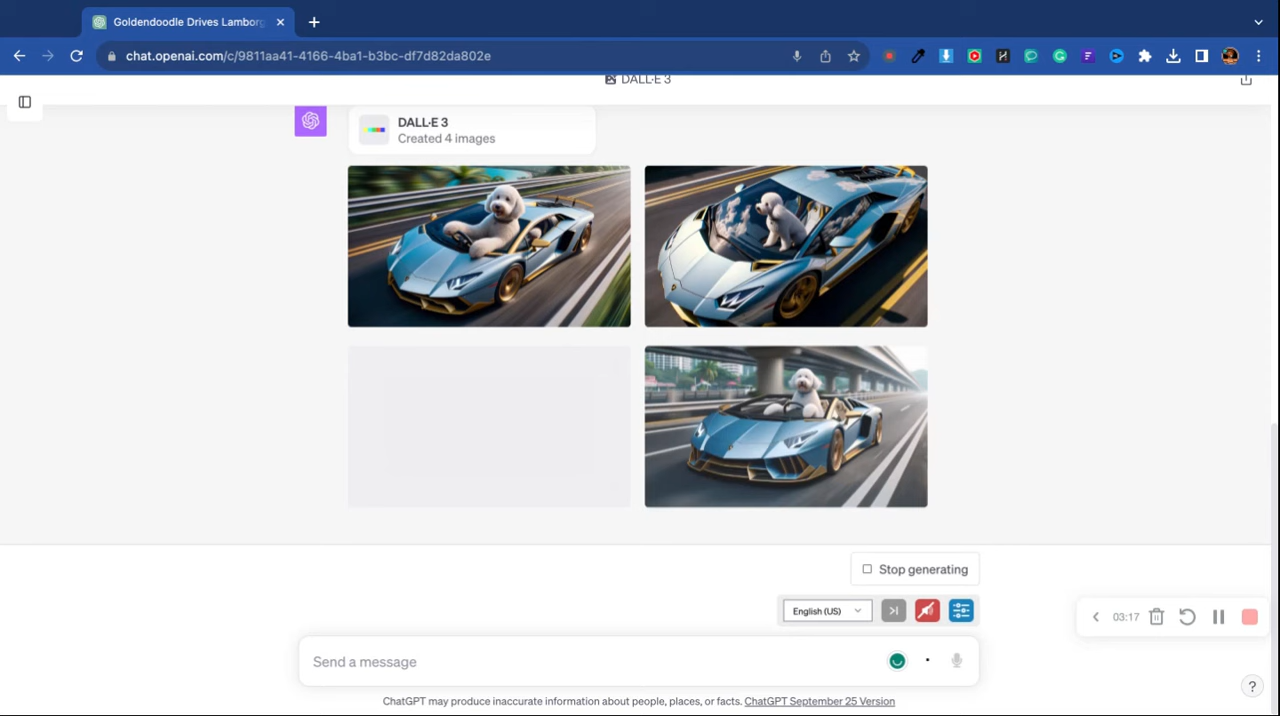 Goldendoodle Drives Lamborg
chat.openai.com/c/9811aa41-4166-4ba1-b3bc-df7d82da802e
DALL·E 3
DALL·E 3
Created 4 images
Stop generating
English (US)
03:17
Send a message
ChatGPT may produce inaccurate information about people, places, or facts. ChatGPT September 25 Version
?